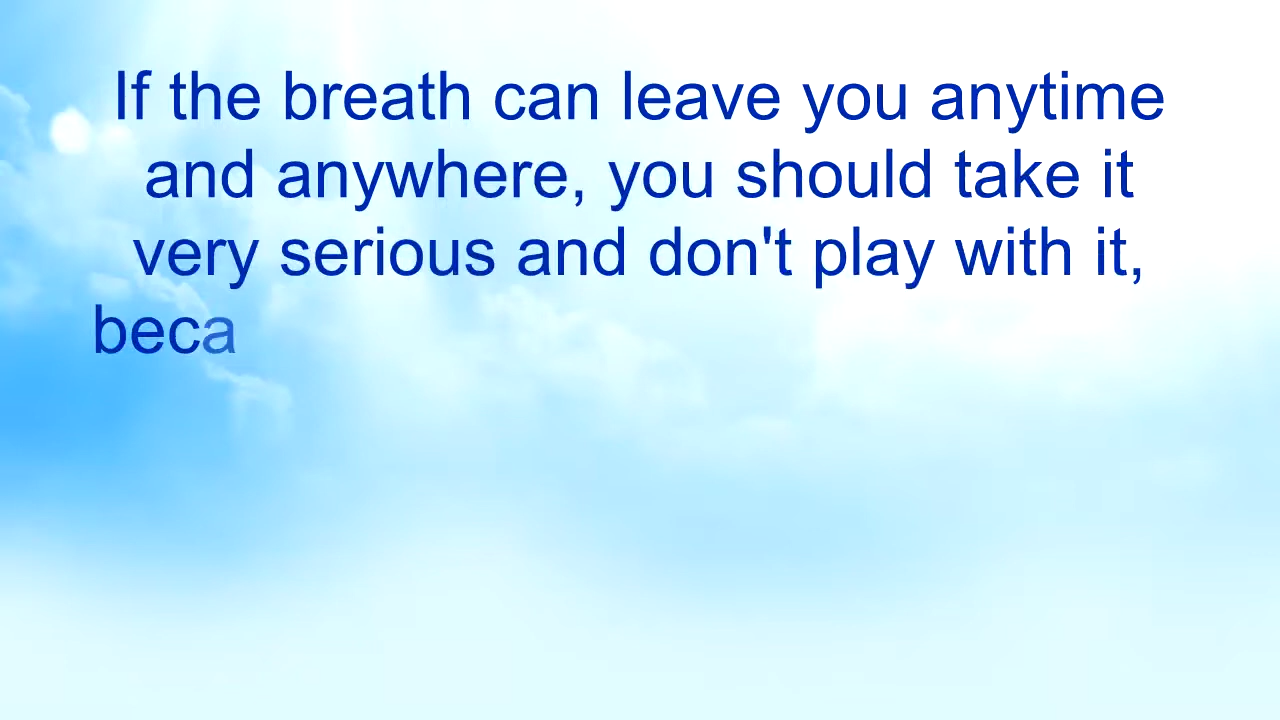 If the breath can leave you anytime
and anywhere, you should take it
very serious and don't play with it,
beca